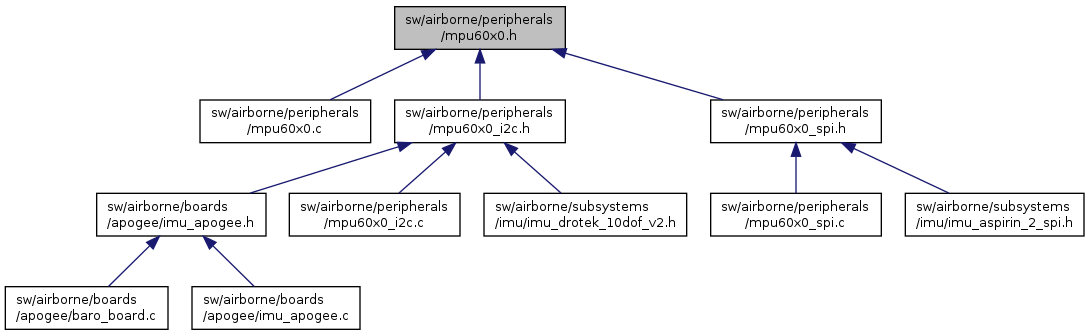 sw/airborne/peripherals
/mpu60x0.h
sw/airborne/peripherals
/mpu60x0.c
sw/airborne/peripherals
/mpu60x0_i2c.h
sw/airborne/peripherals
/mpu60x0_spi.h
sw/airborne/boards
/apogee/imu_apogee.h
sw/airborne/peripherals
/mpu60x0_i2c.c
sw/airborne/subsystems
/imu/imu_drotek_10dof_v2.h
sw/airborne/peripherals
/mpu60x0_spi.c
sw/airborne/subsystems
/imu/imu_aspirin_2_spi.h
sw/airborne/boards
/apogee/baro_board.c
sw/airborne/boards
/apogee/imu_apogee.c